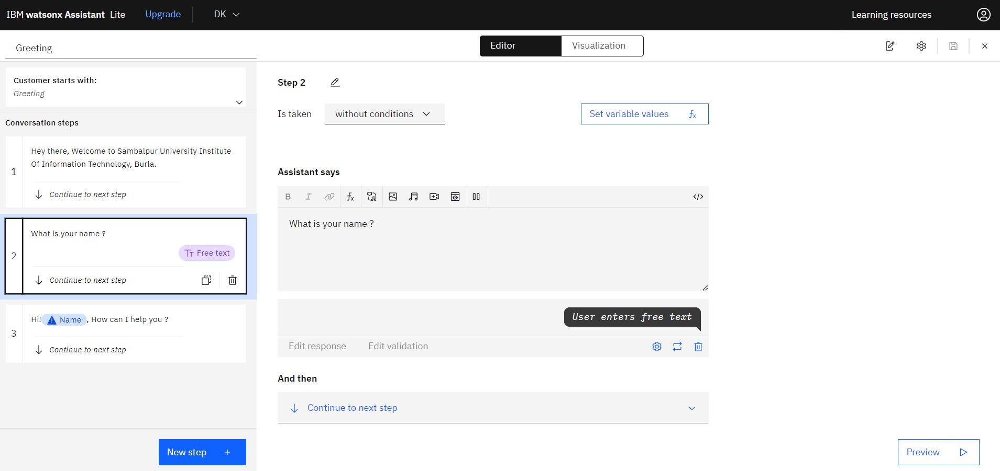 IBM watsonx Assistant Lite Upgrade DK Learning resources
Greeting
Editor Visualization
Customer starts with:
Greeting
Conversation steps
1
Hey there, Welcome to Sambalpur University Institute
Of Information Technology, Burla.
Continue to next step
2
What is your name ?
Free text
Continue to next step
3
Hi! Name , How can I help you ?
Continue to next step
New step +
Step 2
Is taken without conditions Set variable values fx
Assistant says
B I fx </>
What is your name ?
User enters free text
Edit response Edit validation
And then
Continue to next step
Preview